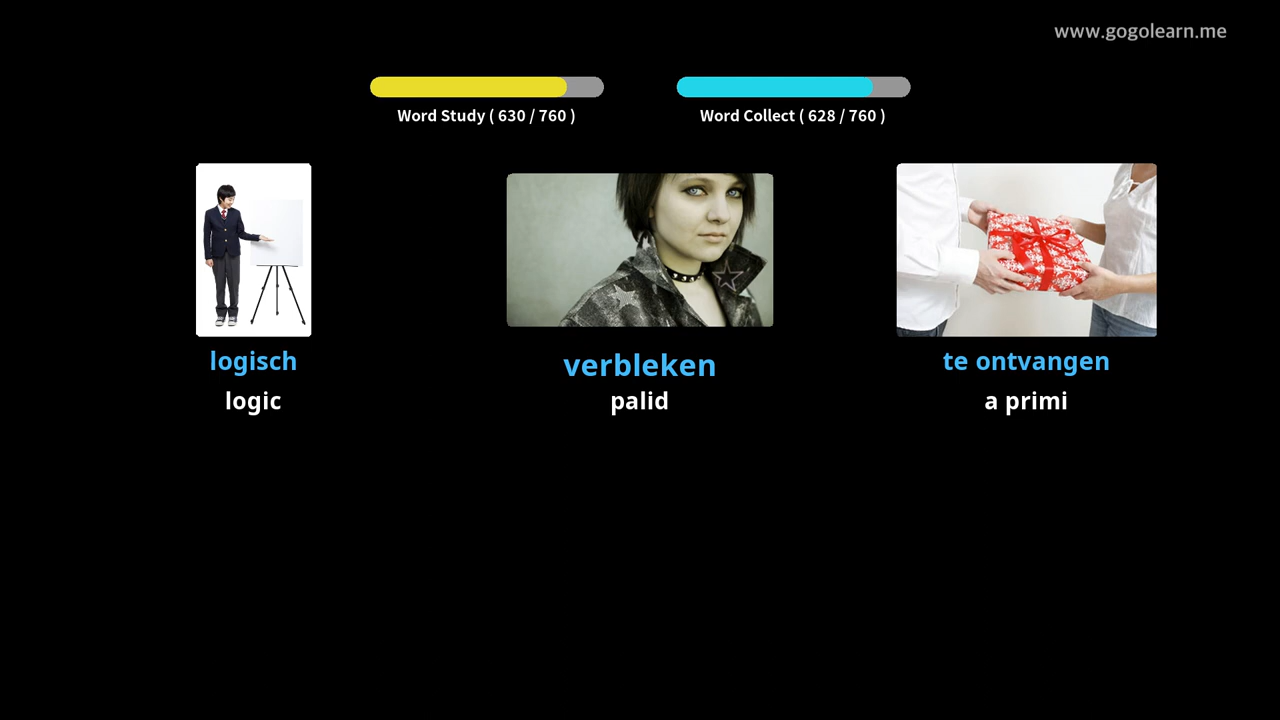 www.gogolearn.me
Word Study ( 630 / 760 )
Word Collect ( 628 / 760 )
logisch
logic
verbleken
palid
te ontvangen
a primi